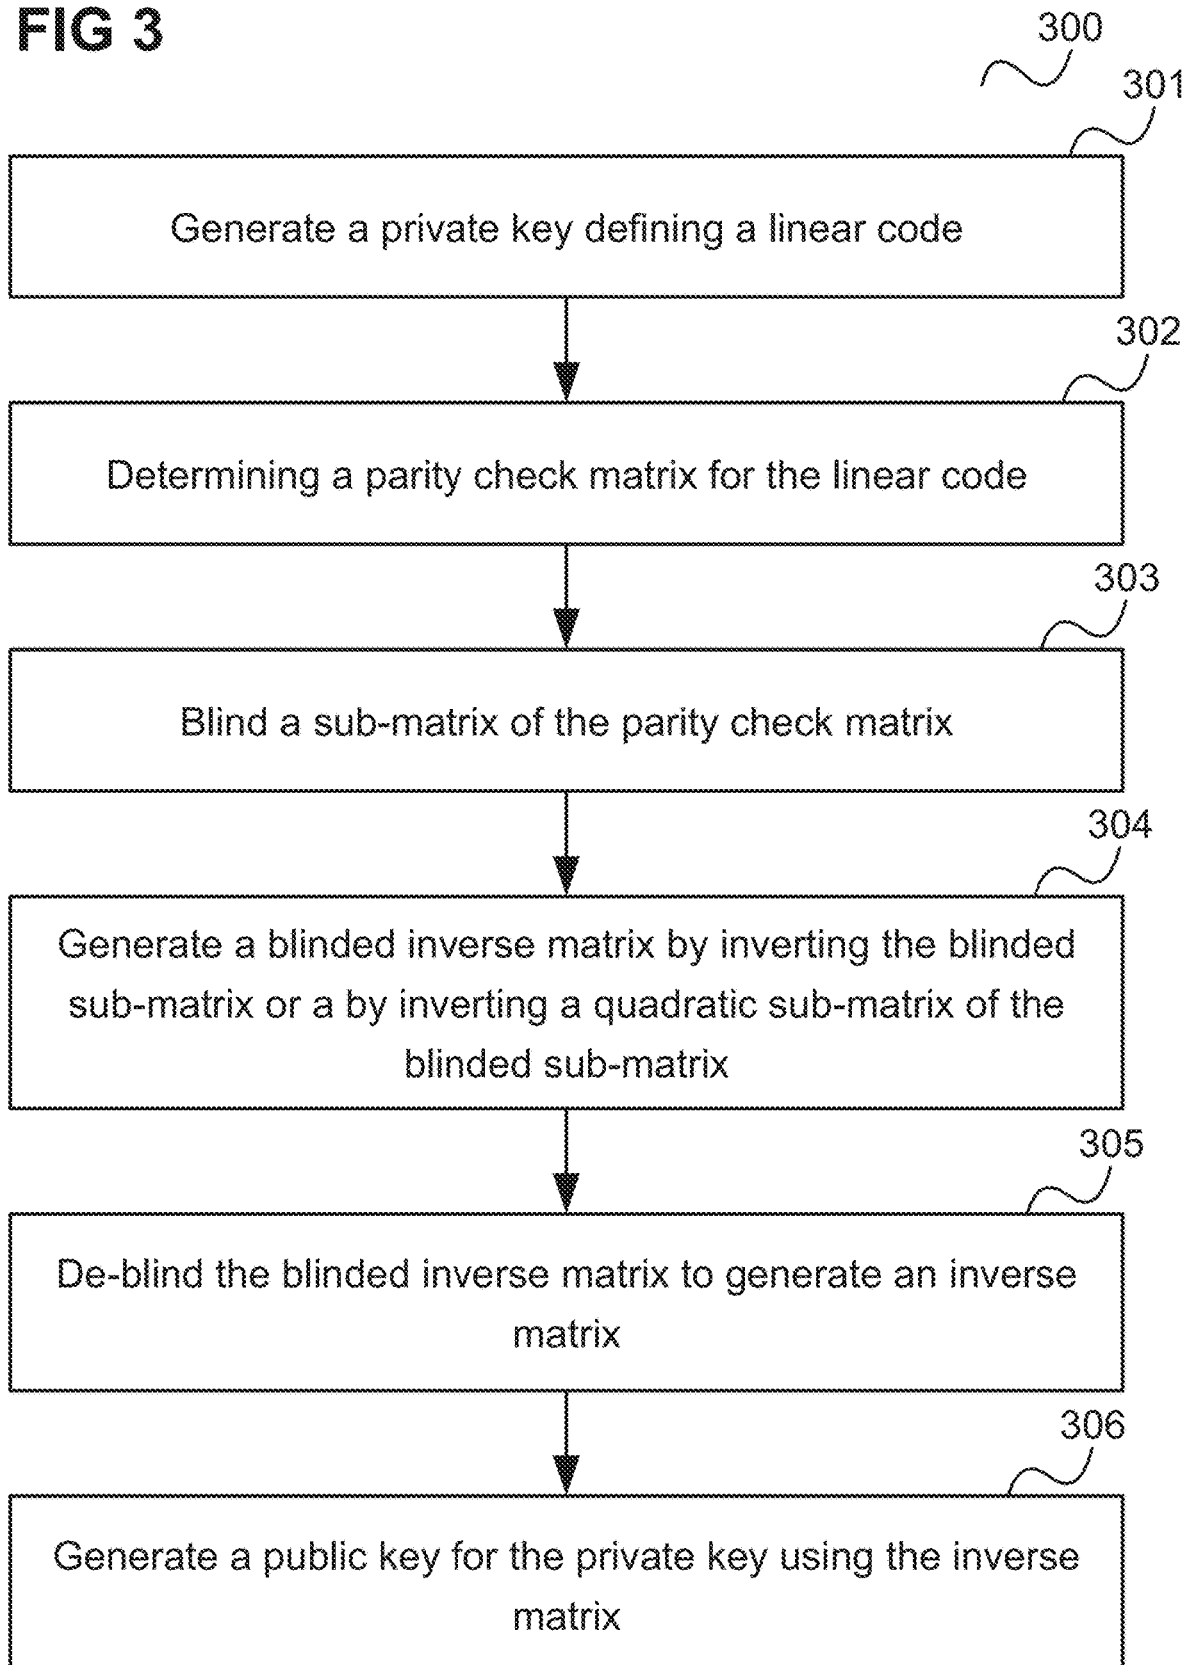 FIG 3
300
301
Generate a private key defining a linear code
302
Determining a parity check matrix for the linear code
303
Blind a sub-matrix of the parity check matrix
304
Generate a blinded inverse matrix by inverting the blinded
sub-matrix or a by inverting a quadratic sub-matrix of the
blinded sub-matrix
305
De-blind the blinded inverse matrix to generate an inverse
matrix
306
Generate a public key for the private key using the inverse
matrix